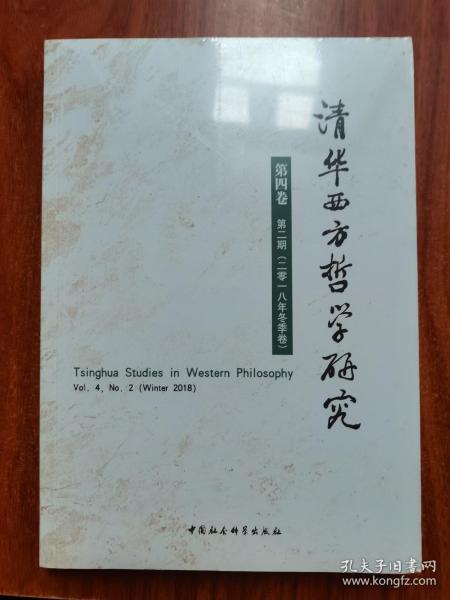 清华西方哲学研究
第四卷 第二期（二零一八年冬季卷）
Tsinghua Studies in Western Philosophy
Vol. 4, No. 2 (Winter 2018)
中国社会科学出版社
孔夫子旧书网
www.kongfz.com